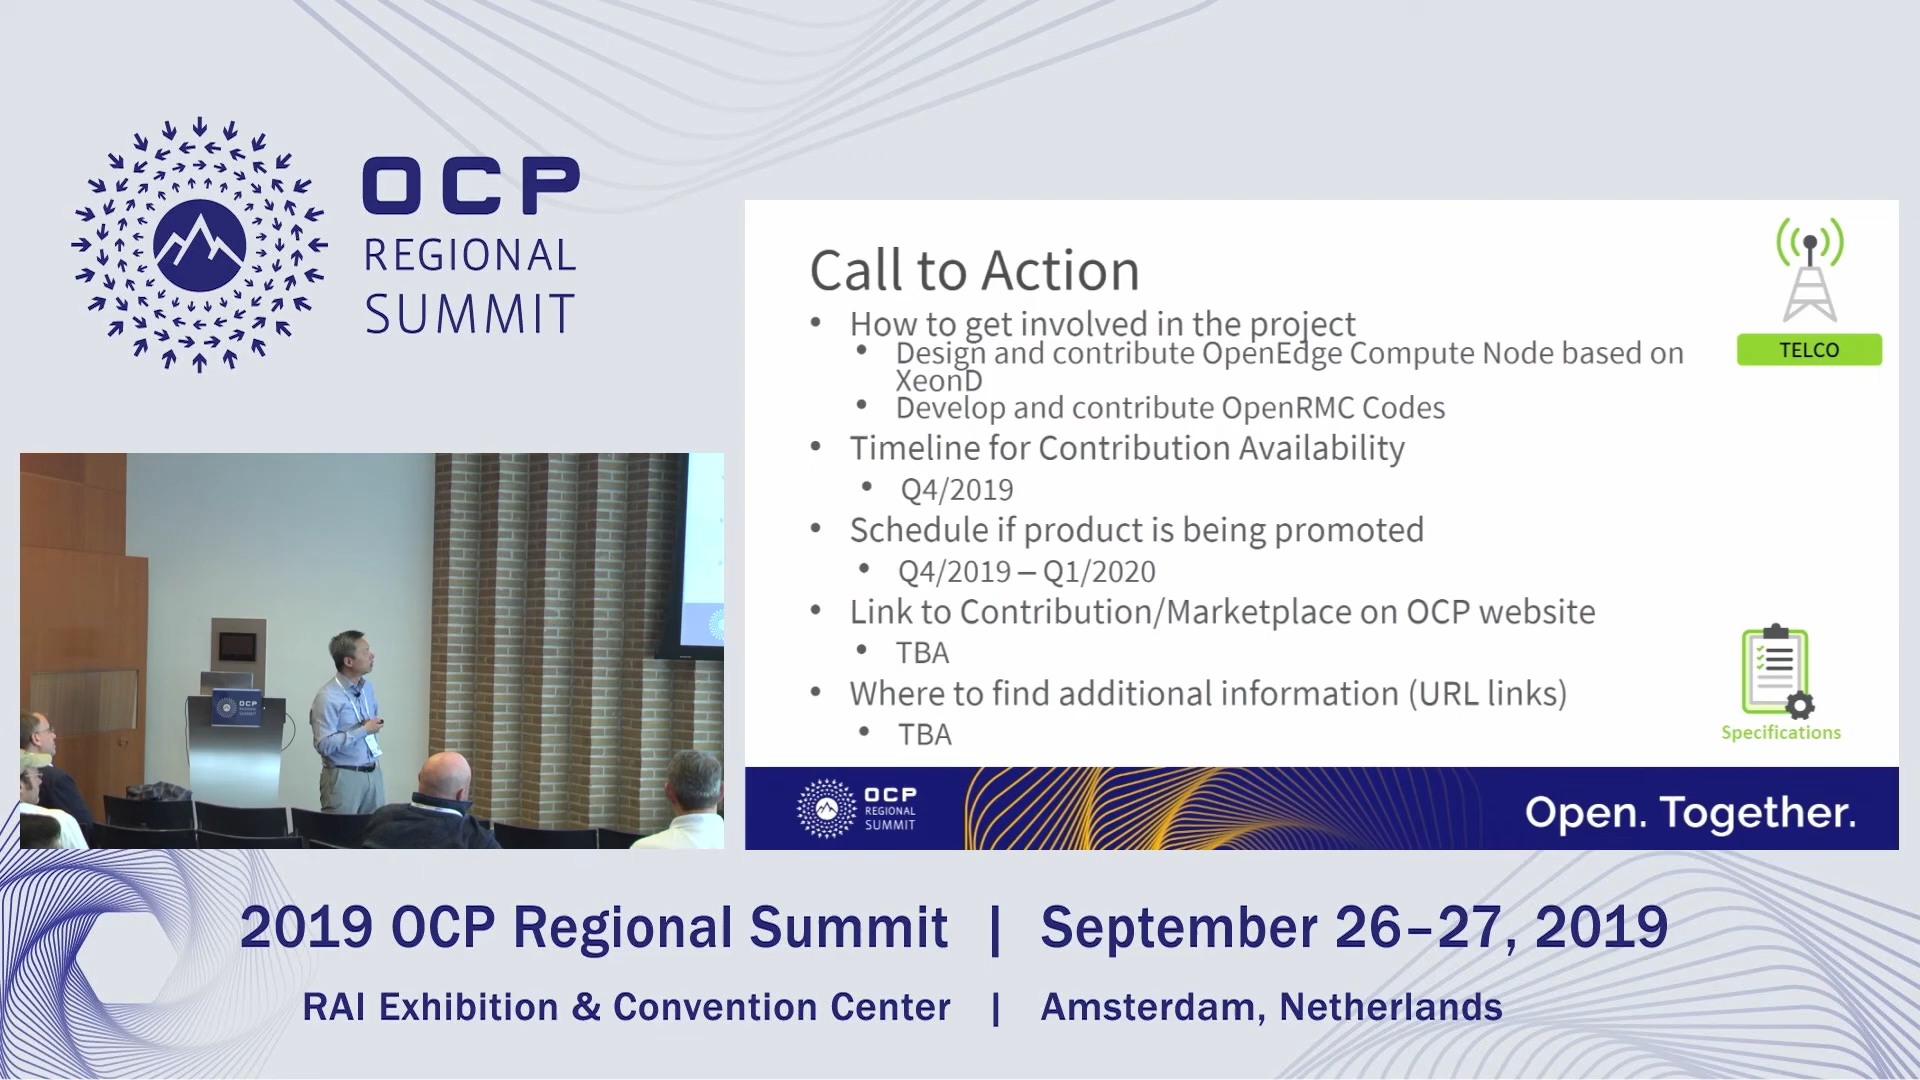 OCP
REGIONAL
SUMMIT
Call to Action
• How to get involved in the project
• Design and contribute OpenEdge Compute Node based on
XeonD
• Develop and contribute OpenRMC Codes
• Timeline for Contribution Availability
• Q4/2019
• Schedule if product is being promoted
• Q4/2019 – Q1/2020
• Link to Contribution/Marketplace on OCP website
• TBA
• Where to find additional information (URL links)
• TBA
TELCO
Specifications
OCP
REGIONAL
SUMMIT
Open. Together.
OCP
REGIONAL
SUMMIT
2019 OCP Regional Summit | September 26–27, 2019
RAI Exhibition & Convention Center | Amsterdam, Netherlands